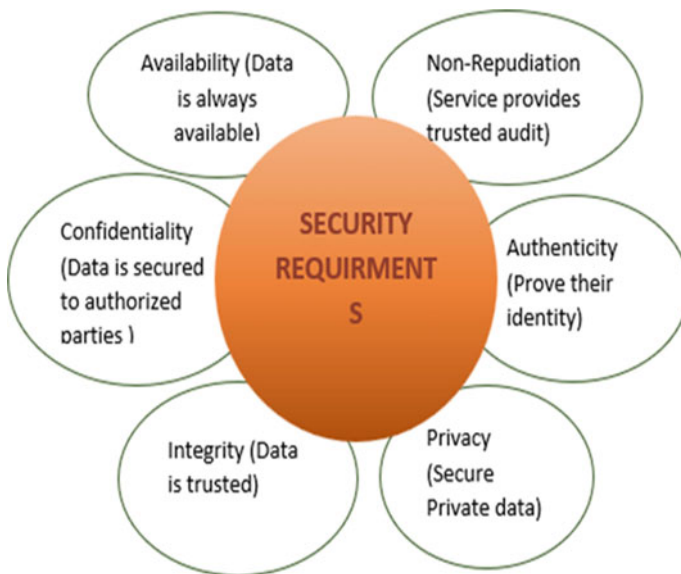 Availability (Data
is always
available)
Non-Repudiation
(Service provides
trusted audit)
Confidentiality
(Data is secured
to authorized
parties )
SECURITY
REQUIRMENT
S
Authenticity
(Prove their
identity)
Integrity (Data
is trusted)
Privacy
(Secure
Private data)